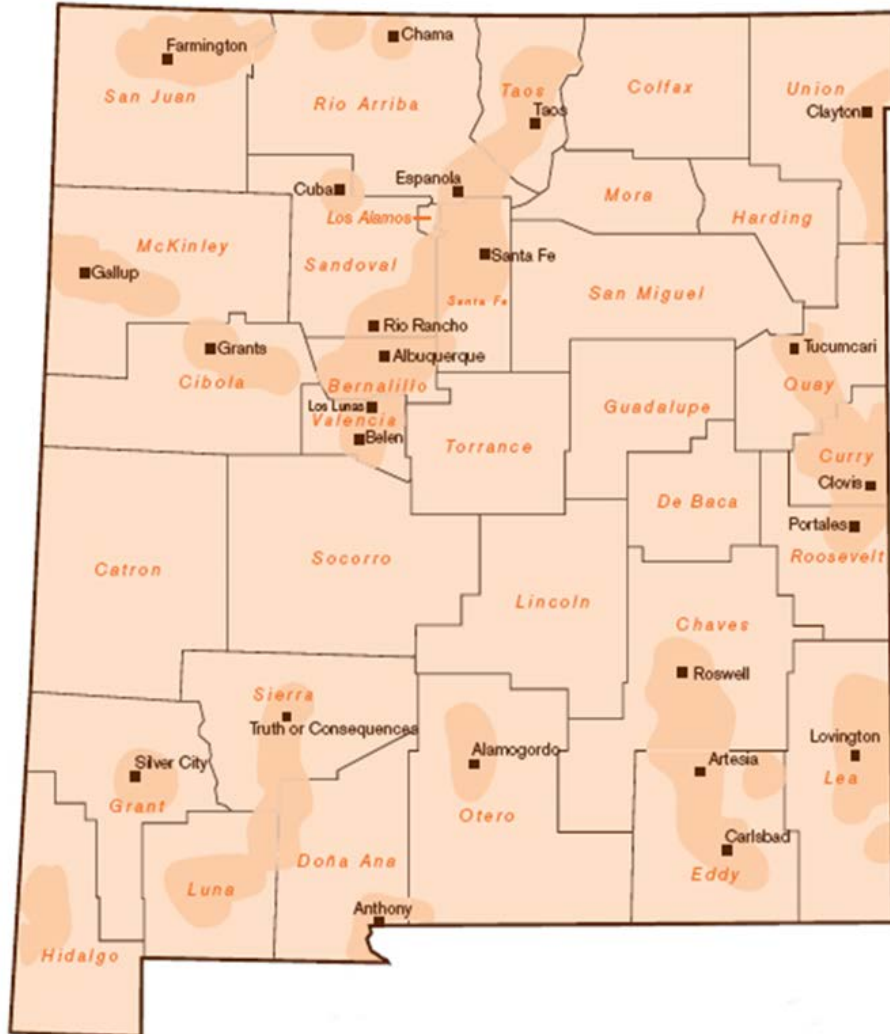 Farmington
San Juan
Chama
Rio Arriba
Taos
Taos
Colfax
Union
Clayton
Cuba
Espanola
Los Alamos
Mora
Harding
McKinley
Gallup
Sandoval
Santa Fe
Santa Fe
San Miguel
Rio Rancho
Grants
Cibola
Albuquerque
Bernalillo
Tucumcari
Quay
Los Lunas
Valencia
Belen
Torrance
Guadalupe
Curry
Clovis
De Baca
Portales
Roosevelt
Catron
Socorro
Lincoln
Chaves
Roswell
Sierra
Truth or Consequences
Silver City
Grant
Alamogordo
Otero
Artesia
Lovington
Lea
Carlsbad
Eddy
Luna
Doña Ana
Anthony
Hidalgo